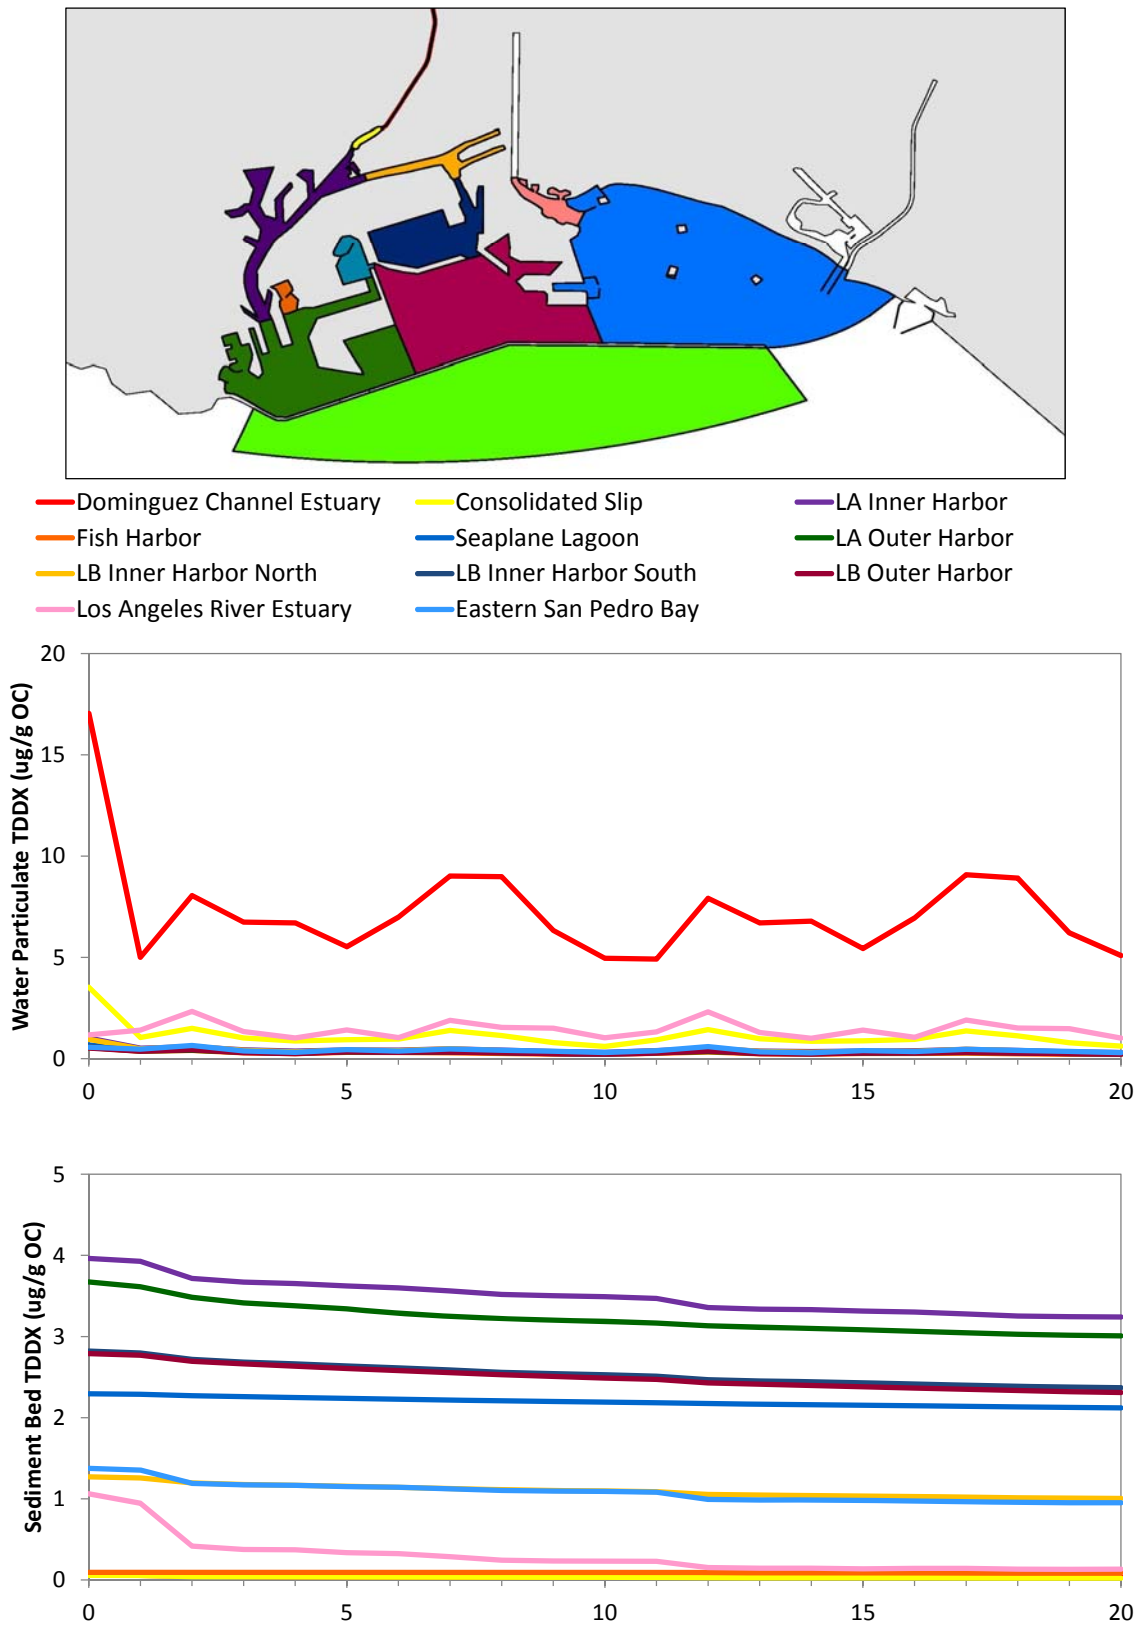 Dominguez Channel Estuary Consolidated Slip LA Inner Harbor
Fish Harbor Seaplane Lagoon LA Outer Harbor
LB Inner Harbor North LB Inner Harbor South LB Outer Harbor
Los Angeles River Estuary Eastern San Pedro Bay
Water Particulate TDDX (ug/g OC)
20
15
10
5
0
0 5 10 15 20
Sediment Bed TDDX (ug/g OC)
5
4
3
2
1
0
0 5 10 15 20